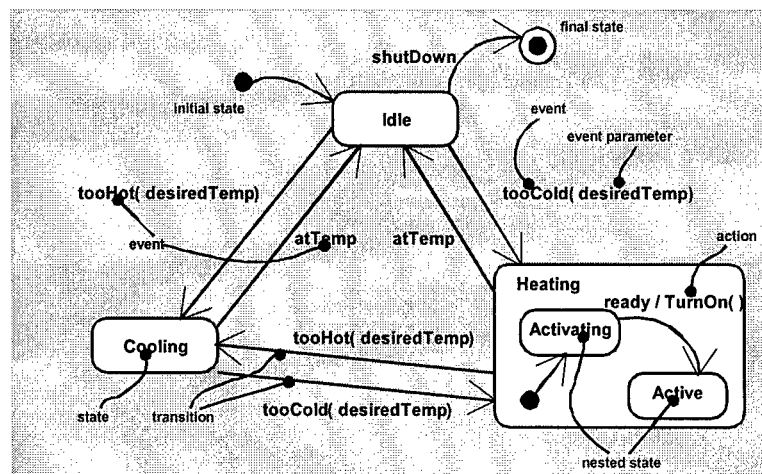 final state
shutDown
initial state
Idle
event
event parameter
tooHot( desiredTemp)
tooCold( desiredTemp)
event
atTemp
atTemp
action
Heating
ready / TurnOn( )
Activating
tooHot( desiredTemp)
Cooling
Active
state
transition
tooCold( desiredTemp)
nested state